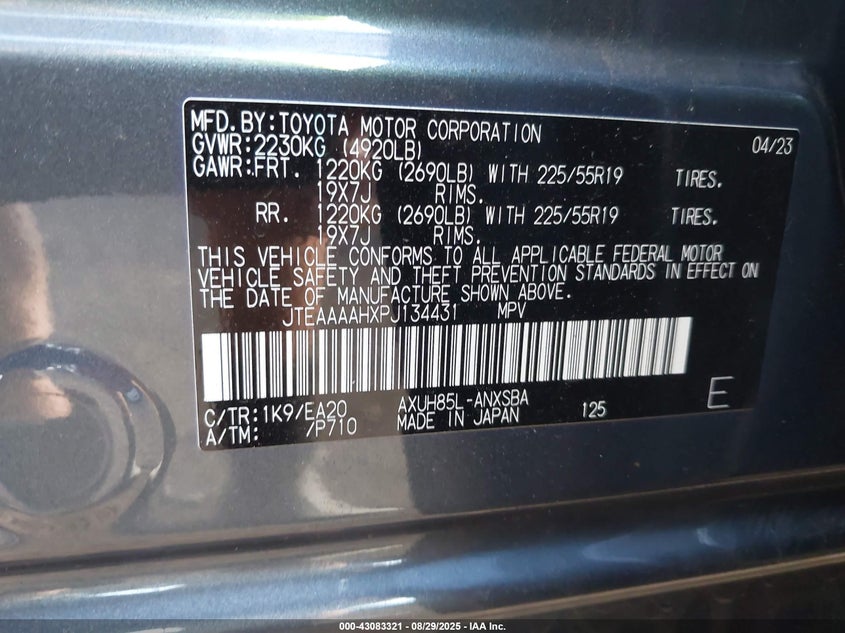 MFD.BY:TOYOTA MOTOR CORPORATION 04/23
GVWR:2230KG (4920LB)
GAWR:FRT. 1220KG (2690LB) WITH 225/55R19 TIRES.
19X7J RIMS.
RR. 1220KG (2690LB) WITH 225/55R19 TIRES.
19X7J RIMS.
THIS VEHICLE CONFORMS TO ALL APPLICABLE FEDERAL MOTOR
VEHICLE SAFETY AND THEFT PREVENTION STANDARDS IN EFFECT ON
THE DATE OF MANUFACTURE SHOWN ABOVE.
JTEAAAAHXPJ134431 MPV
C/TR:1K9/EA20 AXUH85L-ANXSBA 125 E
A/TM: 7P710 MADE IN JAPAN
000-43083321 - 08/29/2025 - IAA Inc.